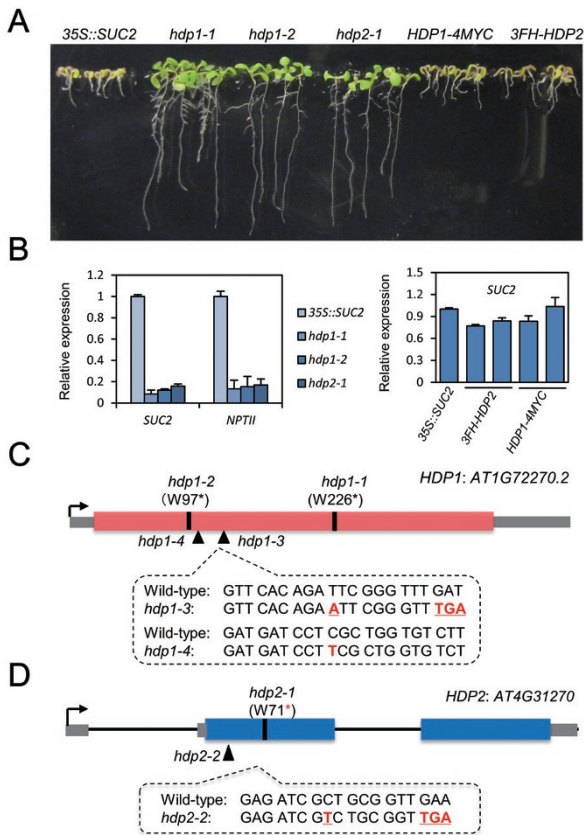 A
35S::SUC2 hdp1-1 hdp1-2 hdp2-1 HDP1-4MYC 3FH-HDP2
B
Relative expression
1.2
1
0.8
0.6
0.4
0.2
0
SUC2 NPTII
35S::SUC2
hdp1-1
hdp1-2
hdp2-1
Relative expression
SUC2
1.2
0.9
0.6
0.3
0
35S::SUC2
3FH-HDP2
HDP1-4MYC
C
HDP1: AT1G72270.2
hdp1-2
(W97*)
hdp1-1
(W226*)
hdp1-4 hdp1-3
Wild-type: GTT CAC AGA TTC GGG TTT GAT
hdp1-3: GTT CAC AGA ATT CGG GTT TGA
Wild-type: GAT GAT CCT CGC TGG TGT CTT
hdp1-4: GAT GAT CCT TCG CTG GTG TCT
D
HDP2: AT4G31270
hdp2-1
(W71*)
hdp2-2
Wild-type: GAG ATC GCT GCG GTT GAA
hdp2-2: GAG ATC GTC TGC GGT TGA